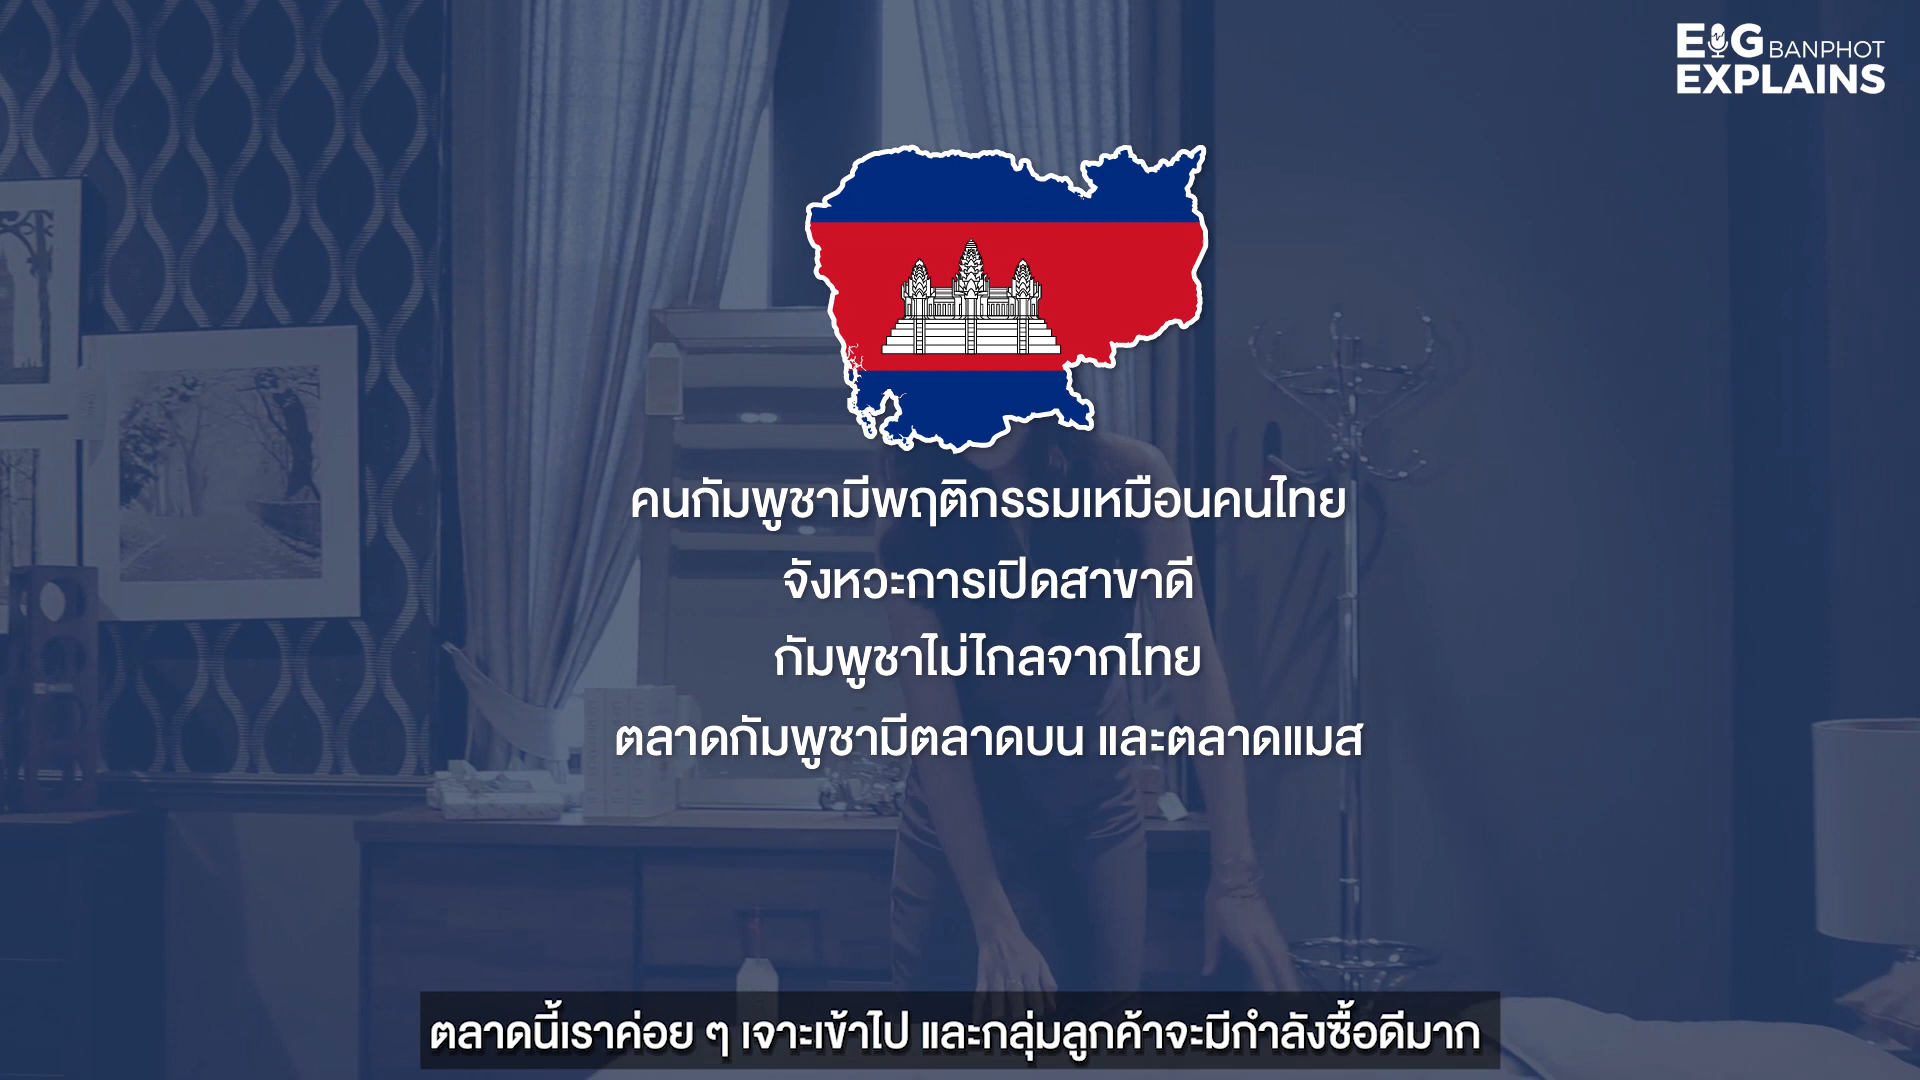 EIG BANPHOT
EXPLAINS
คนกัมพูชามีพฤติกรรมเหมือนคนไทย
จังหวะการเปิดสาขาดี
กัมพูชาไม่ไกลจากไทย
ตลาดกัมพูชามีตลาดบน และตลาดแมส
ตลาดนี้เราค่อย ๆ เจาะเข้าไป และกลุ่มลูกค้าจะมีกำลังซื้อดีมาก